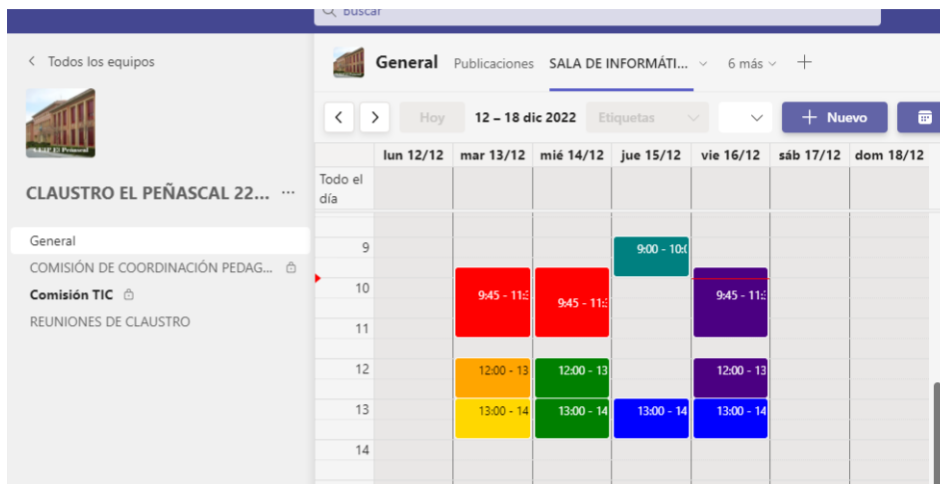 Buscar
Todos los equipos
CEIP El Peñascal
CLAUSTRO EL PEÑASCAL 22... ...
General
COMISIÓN DE COORDINACIÓN PEDAG...
Comisión TIC
REUNIONES DE CLAUSTRO
General Publicaciones SALA DE INFORMÁTI... 6 más
Hoy 12 – 18 dic 2022 Etiquetas + Nuevo
lun 12/12 mar 13/12 mié 14/12 jue 15/12 vie 16/12 sáb 17/12 dom 18/12
Todo el
día
9 9:00 - 10:0
10 9:45 - 11:3 9:45 - 11:3 9:45 - 11:3
11
12 12:00 - 13 12:00 - 13 12:00 - 13
13 13:00 - 14 13:00 - 14 13:00 - 14 13:00 - 14
14